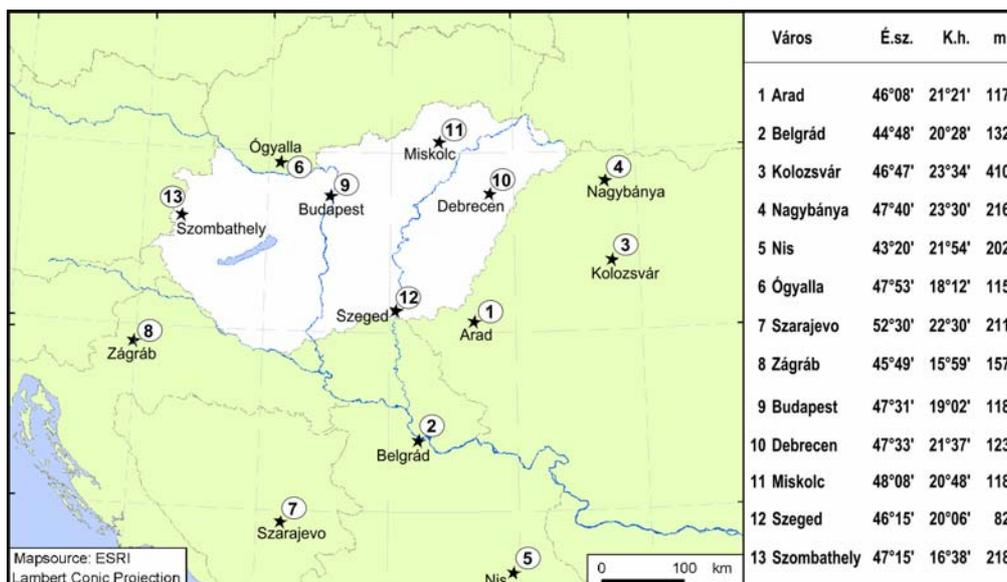 11
Miskolc
Ógyalla
6
4
Nagybánya
9
Budapest
10
Debrecen
13
Szombathely
3
Kolozsvár
12
Szeged
1
Arad
8
Zágráb
2
Belgrád
7
Szarajevo
5
Nis
Mapsource: ESRI
Lambert Conic Projection
0 100 km
Város É.sz. K.h. m
1 Arad 46°08' 21°21' 117
2 Belgrád 44°48' 20°28' 132
3 Kolozsvár 46°47' 23°34' 410
4 Nagybánya 47°40' 23°30' 216
5 Nis 43°20' 21°54' 202
6 Ógyalla 47°53' 18°12' 115
7 Szarajevo 52°30' 22°30' 211
8 Zágráb 45°49' 15°59' 157
9 Budapest 47°31' 19°02' 118
10 Debrecen 47°33' 21°37' 123
11 Miskolc 48°08' 20°48' 118
12 Szeged 46°15' 20°06' 82
13 Szombathely 47°15' 16°38' 218